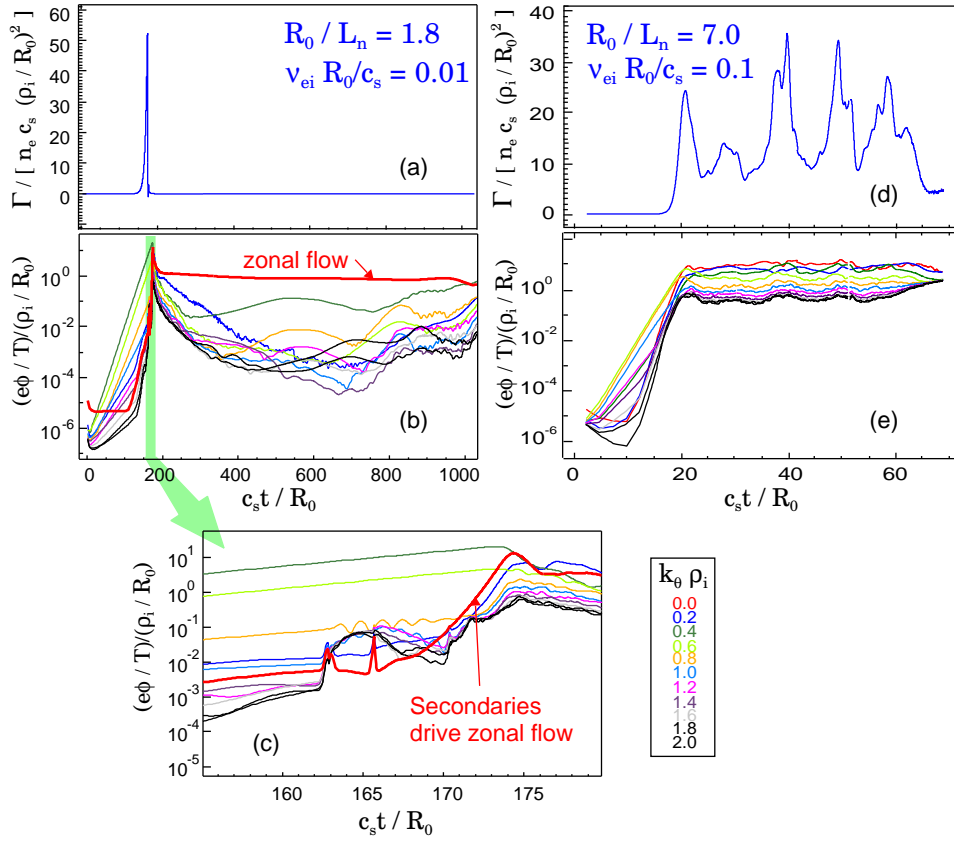 Γ / [ n_e c_s (ρ_i / R_0)^2
60
50
40
30
20
10
0
R_0 / L_n = 1.8
ν_ei R_0/c_s = 0.01
(a)
Γ / [ n_e c_s (ρ_i / R_0)^2
40
30
20
10
0
R_0 / L_n = 7.0
ν_ei R_0/c_s = 0.1
(d)
(eϕ / T)/(ρ_i / R_0)
10^0
10^-2
10^-4
10^-6
zonal flow
(b)
0 200 400 600 800 1000
c_s t / R_0
(eϕ / T)/(ρ_i / R_0)
10^0
10^-2
10^-4
10^-6
(e)
0 20 40 60
c_s t / R_0
(eϕ / T)/(ρ_i / R_0)
10^1
10^0
10^-1
10^-2
10^-3
10^-4
10^-5
Secondaries
drive zonal flow
(c)
160 165 170 175
c_s t / R_0
k_θ ρ_i
0.0
0.2
0.4
0.6
0.8
1.0
1.2
1.4
1.6
1.8
2.0